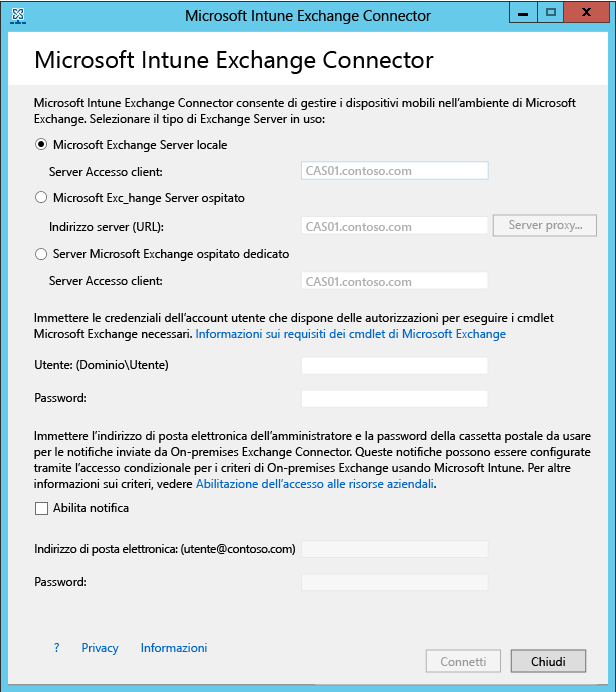 Microsoft Intune Exchange Connector
Microsoft Intune Exchange Connector
Microsoft Intune Exchange Connector consente di gestire i dispositivi mobili nell'ambiente di Microsoft
Exchange. Selezionare il tipo di Exchange Server in uso:
Microsoft Exchange Server locale
Server Accesso client: CAS01.contoso.com
Microsoft Exc_hange Server ospitato
Indirizzo server (URL): CAS01.contoso.com Server proxy...
Server Microsoft Exchange ospitato dedicato
Server Accesso client: CAS01.contoso.com
Immettere le credenziali dell'account utente che dispone delle autorizzazioni per eseguire i cmdlet
Microsoft Exchange necessari. Informazioni sui requisiti dei cmdlet di Microsoft Exchange
Utente: (Dominio\Utente)
Password:
Immettere l'indirizzo di posta elettronica dell'amministratore e la password della cassetta postale da usare
per le notifiche inviate da On-premises Exchange Connector. Queste notifiche possono essere configurate
tramite l'accesso condizionale per i criteri di On-premises Exchange usando Microsoft Intune. Per altre
informazioni sui criteri, vedere Abilitazione dell'accesso alle risorse aziendali.
Abilita notifica
Indirizzo di posta elettronica: (utente@contoso.com)
Password:
? Privacy Informazioni
Connetti Chiudi